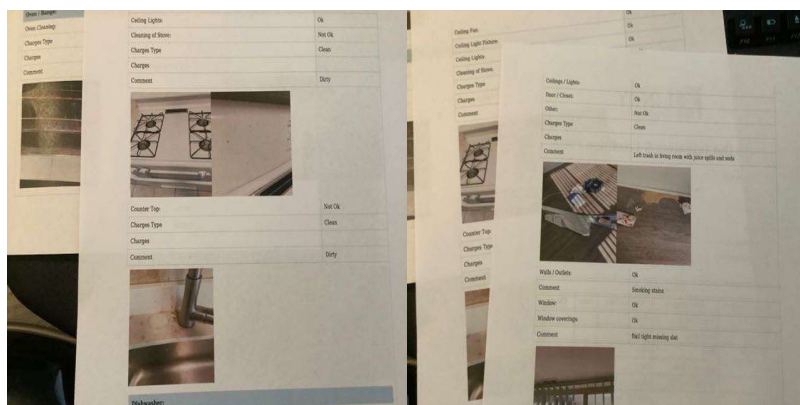 Oven / Range:
Oven Cleaning:
Charges Type
Charges
Comment
Ceiling Lights: Ok
Cleaning of Stove: Not Ok
Charges Type Clean
Charges
Comment Dirty
Counter Top: Not Ok
Charges Type Clean
Charges
Comment Dirty
Dishwasher:
Ok
Ceiling Fan: Ok
Ceiling Light Fixture: Ok
Ceiling Lights:
Cleaning of Stove:
Charges Type
Charges
Comment
Counter Top:
Charges Type
Charges
Comment
Ceilings / Lights: Ok
Door / Closet: Ok
Other: Not Ok
Charges Type Clean
Charges
Comment Left trash in living room with juice spills and soda
Walls / Outlets: Ok
Comment Smoking stains
Window: Ok
Window coverings: Ok
Comment Rail tight missing slat